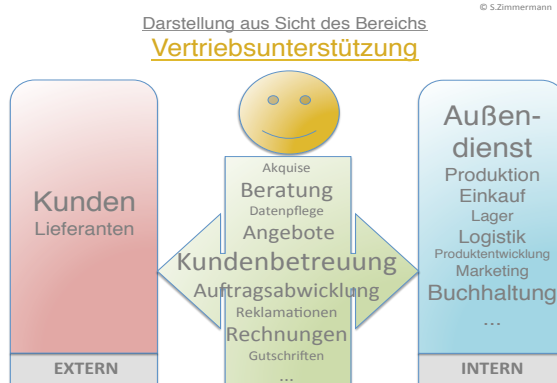 © S.Zimmermann
Darstellung aus Sicht des Bereichs
Vertriebsunterstützung
Kunden
Lieferanten
EXTERN
Akquise
Beratung
Datenpflege
Angebote
Kundenbetreuung
Auftragsabwicklung
Reklamationen
Rechnungen
Gutschriften
...
Außen-
dienst
Produktion
Einkauf
Lager
Logistik
Produktentwicklung
Marketing
Buchhaltung
...
INTERN